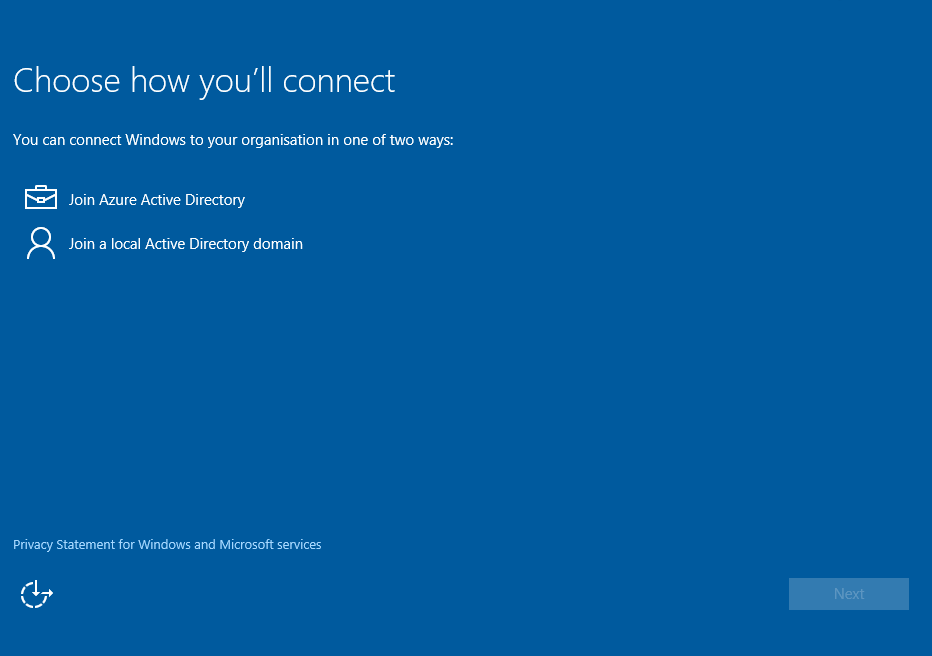 Choose how you'll connect
You can connect Windows to your organisation in one of two ways:
Join Azure Active Directory
Join a local Active Directory domain
Privacy Statement for Windows and Microsoft services
Next